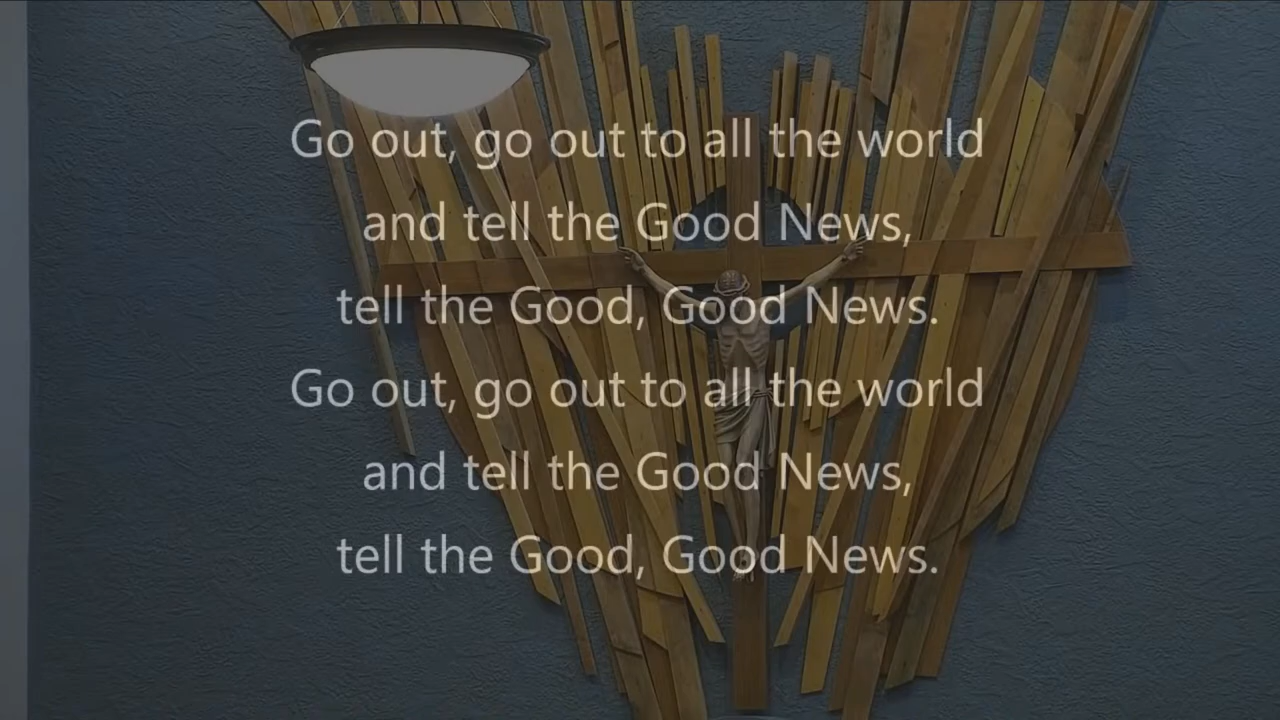 Go out, go out to all the world
and tell the Good News,
tell the Good, Good News.
Go out, go out to all the world
and tell the Good News,
tell the Good, Good News.